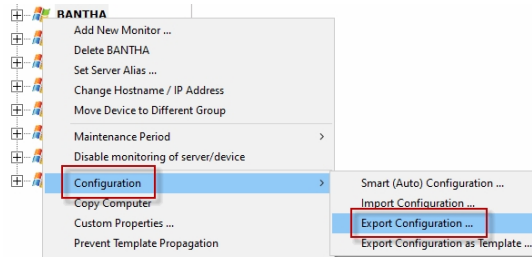 BANTHA
Add New Monitor ...
Delete BANTHA
Set Server Alias ...
Change Hostname / IP Address
Move Device to Different Group
Maintenance Period
Disable monitoring of server/device
Configuration
Copy Computer
Custom Properties ...
Prevent Template Propagation
Smart (Auto) Configuration ...
Import Configuration ...
Export Configuration ...
Export Configuration as Template ...